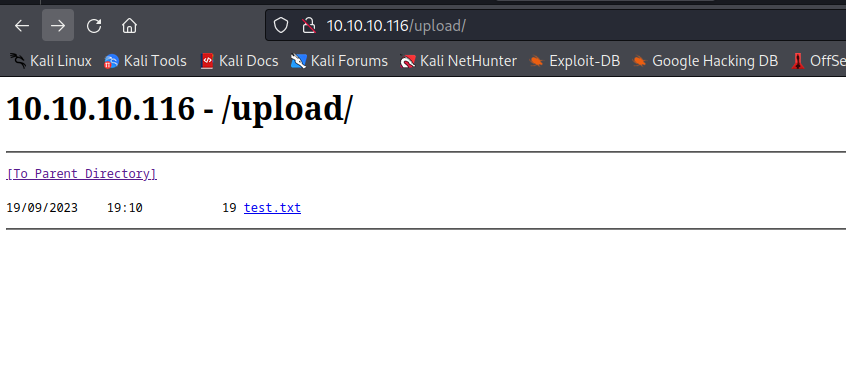 10.10.10.116/upload/
Kali Linux Kali Tools Kali Docs Kali Forums Kali NetHunter Exploit-DB Google Hacking DB OffSe
10.10.10.116 - /upload/
[To Parent Directory]
19/09/2023 19:10 19 test.txt